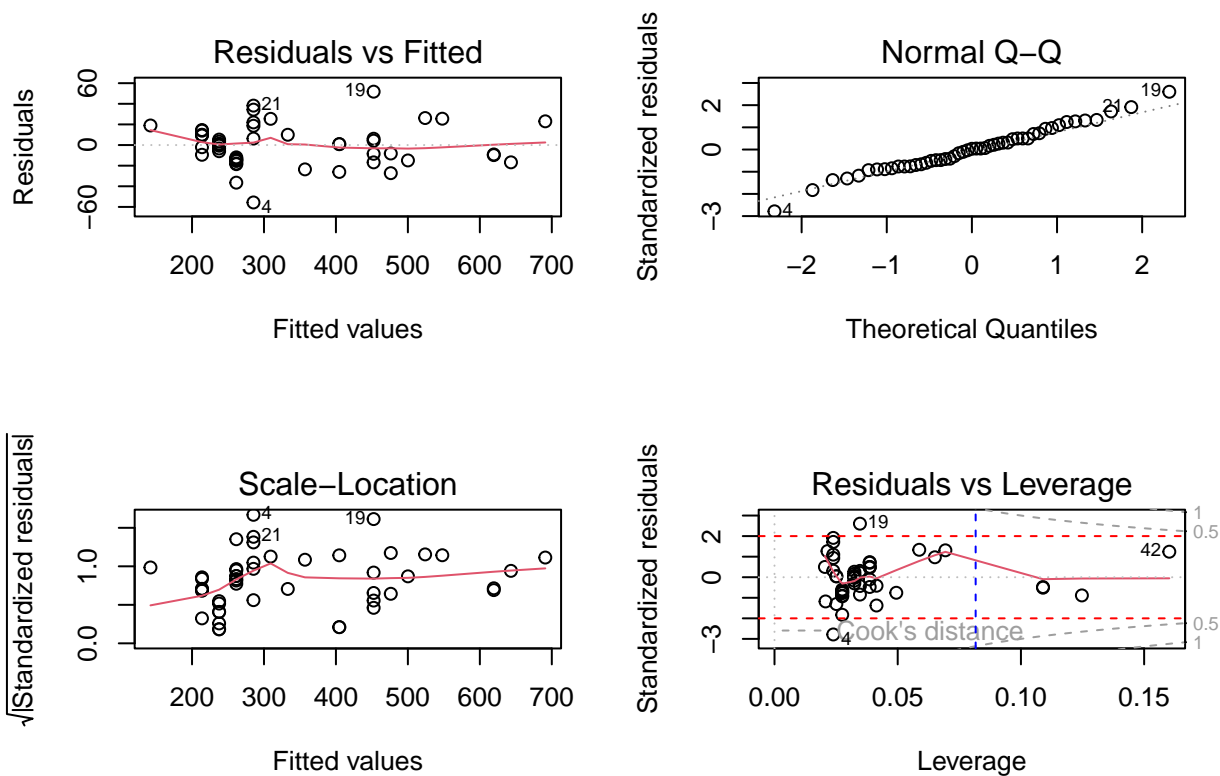 Residuals vs Fitted
Residuals
−60 0 60
21
19
4
200 300 400 500 600 700
Fitted values
Normal Q−Q
Standardized residuals
−3 0 2
19
21
4
−2 −1 0 1 2
Theoretical Quantiles
Scale−Location
√|Standardized residuals|
0.0 1.0
4
21
19
200 300 400 500 600 700
Fitted values
Residuals vs Leverage
Standardized residuals
−3 0 2
19
42
4
Cook's distance
1
0.5
0.5
1
0.00 0.05 0.10 0.15
Leverage